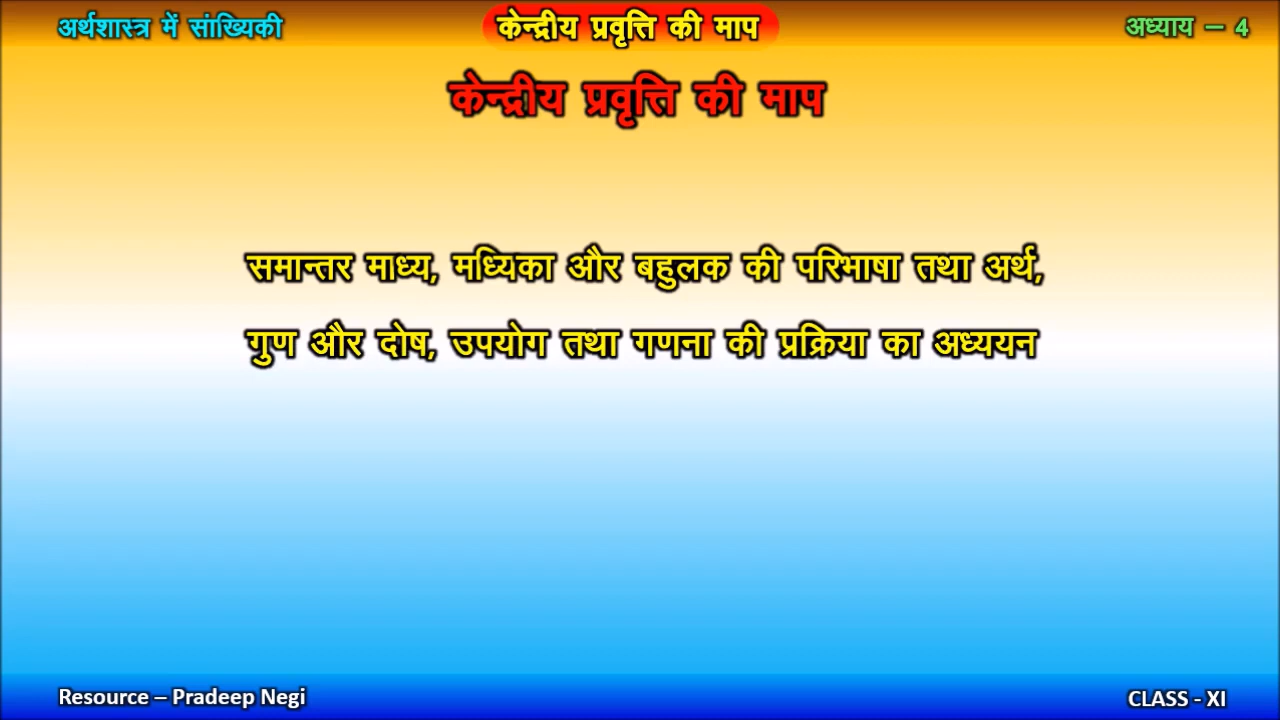 अर्थशास्त्र में सांख्यिकी
केन्द्रीय प्रवृत्ति की माप
अध्याय – 4
केन्द्रीय प्रवृत्ति की माप
समान्तर माध्य, मध्यिका और बहुलक की परिभाषा तथा अर्थ,
गुण और दोष, उपयोग तथा गणना की प्रक्रिया का अध्ययन
Resource – Pradeep Negi
CLASS - XI